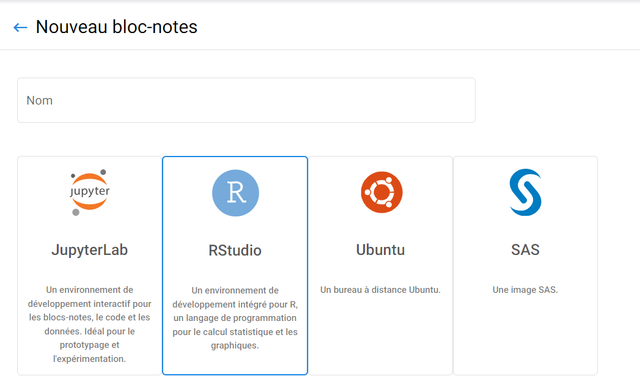 Nouveau bloc-notes
Nom
jupyter
JupyterLab
Un environnement de
développement interactif pour
les blocs-notes, le code et les
données. Idéal pour le
prototypage et
l'expérimentation.
R
RStudio
Un environnement de
développement intégré pour R,
un langage de programmation
pour le calcul statistique et les
graphiques.
Ubuntu
Un bureau à distance Ubuntu.
SAS
Une image SAS.